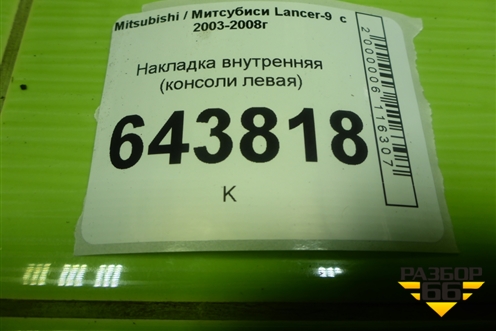 Mitsubishi / Митсубиси Lancer-9 с
2003-2008г
Накладка внутренняя
(консоли левая)
643818
К
2000006116307
РАЗБОР
66